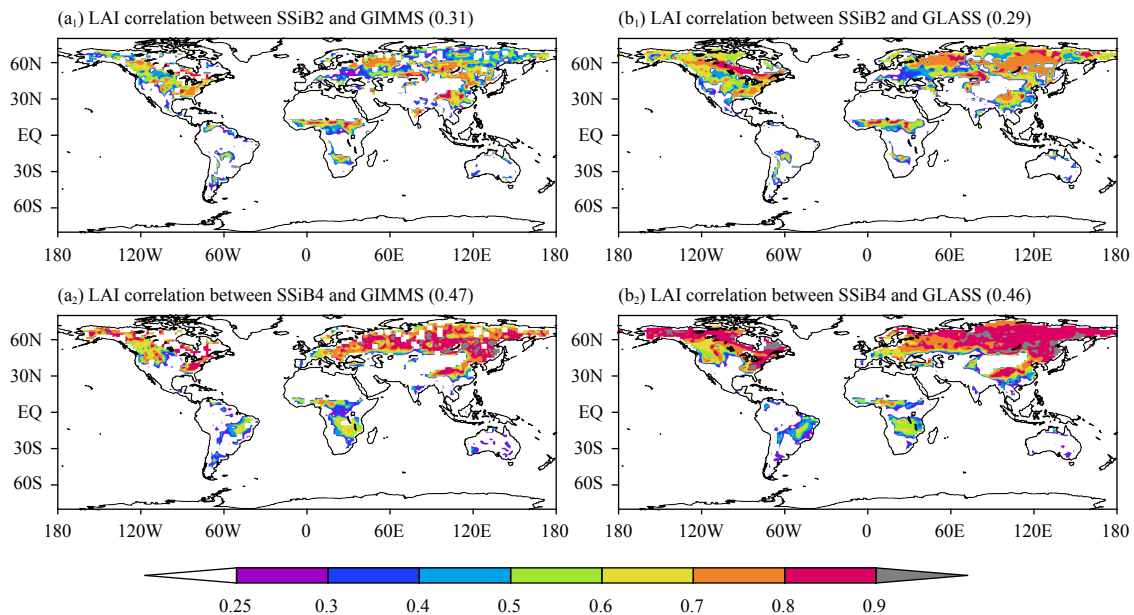 (a₁) LAI correlation between SSiB2 and GIMMS (0.31)
(b₁) LAI correlation between SSiB2 and GLASS (0.29)
60N
30N
EQ
30S
60S
180 120W 60W 0 60E 120E 180
60N
30N
EQ
30S
60S
180 120W 60W 0 60E 120E 180
(a₂) LAI correlation between SSiB4 and GIMMS (0.47)
(b₂) LAI correlation between SSiB4 and GLASS (0.46)
60N
30N
EQ
30S
60S
180 120W 60W 0 60E 120E 180
60N
30N
EQ
30S
60S
180 120W 60W 0 60E 120E 180
0.25 0.3 0.4 0.5 0.6 0.7 0.8 0.9